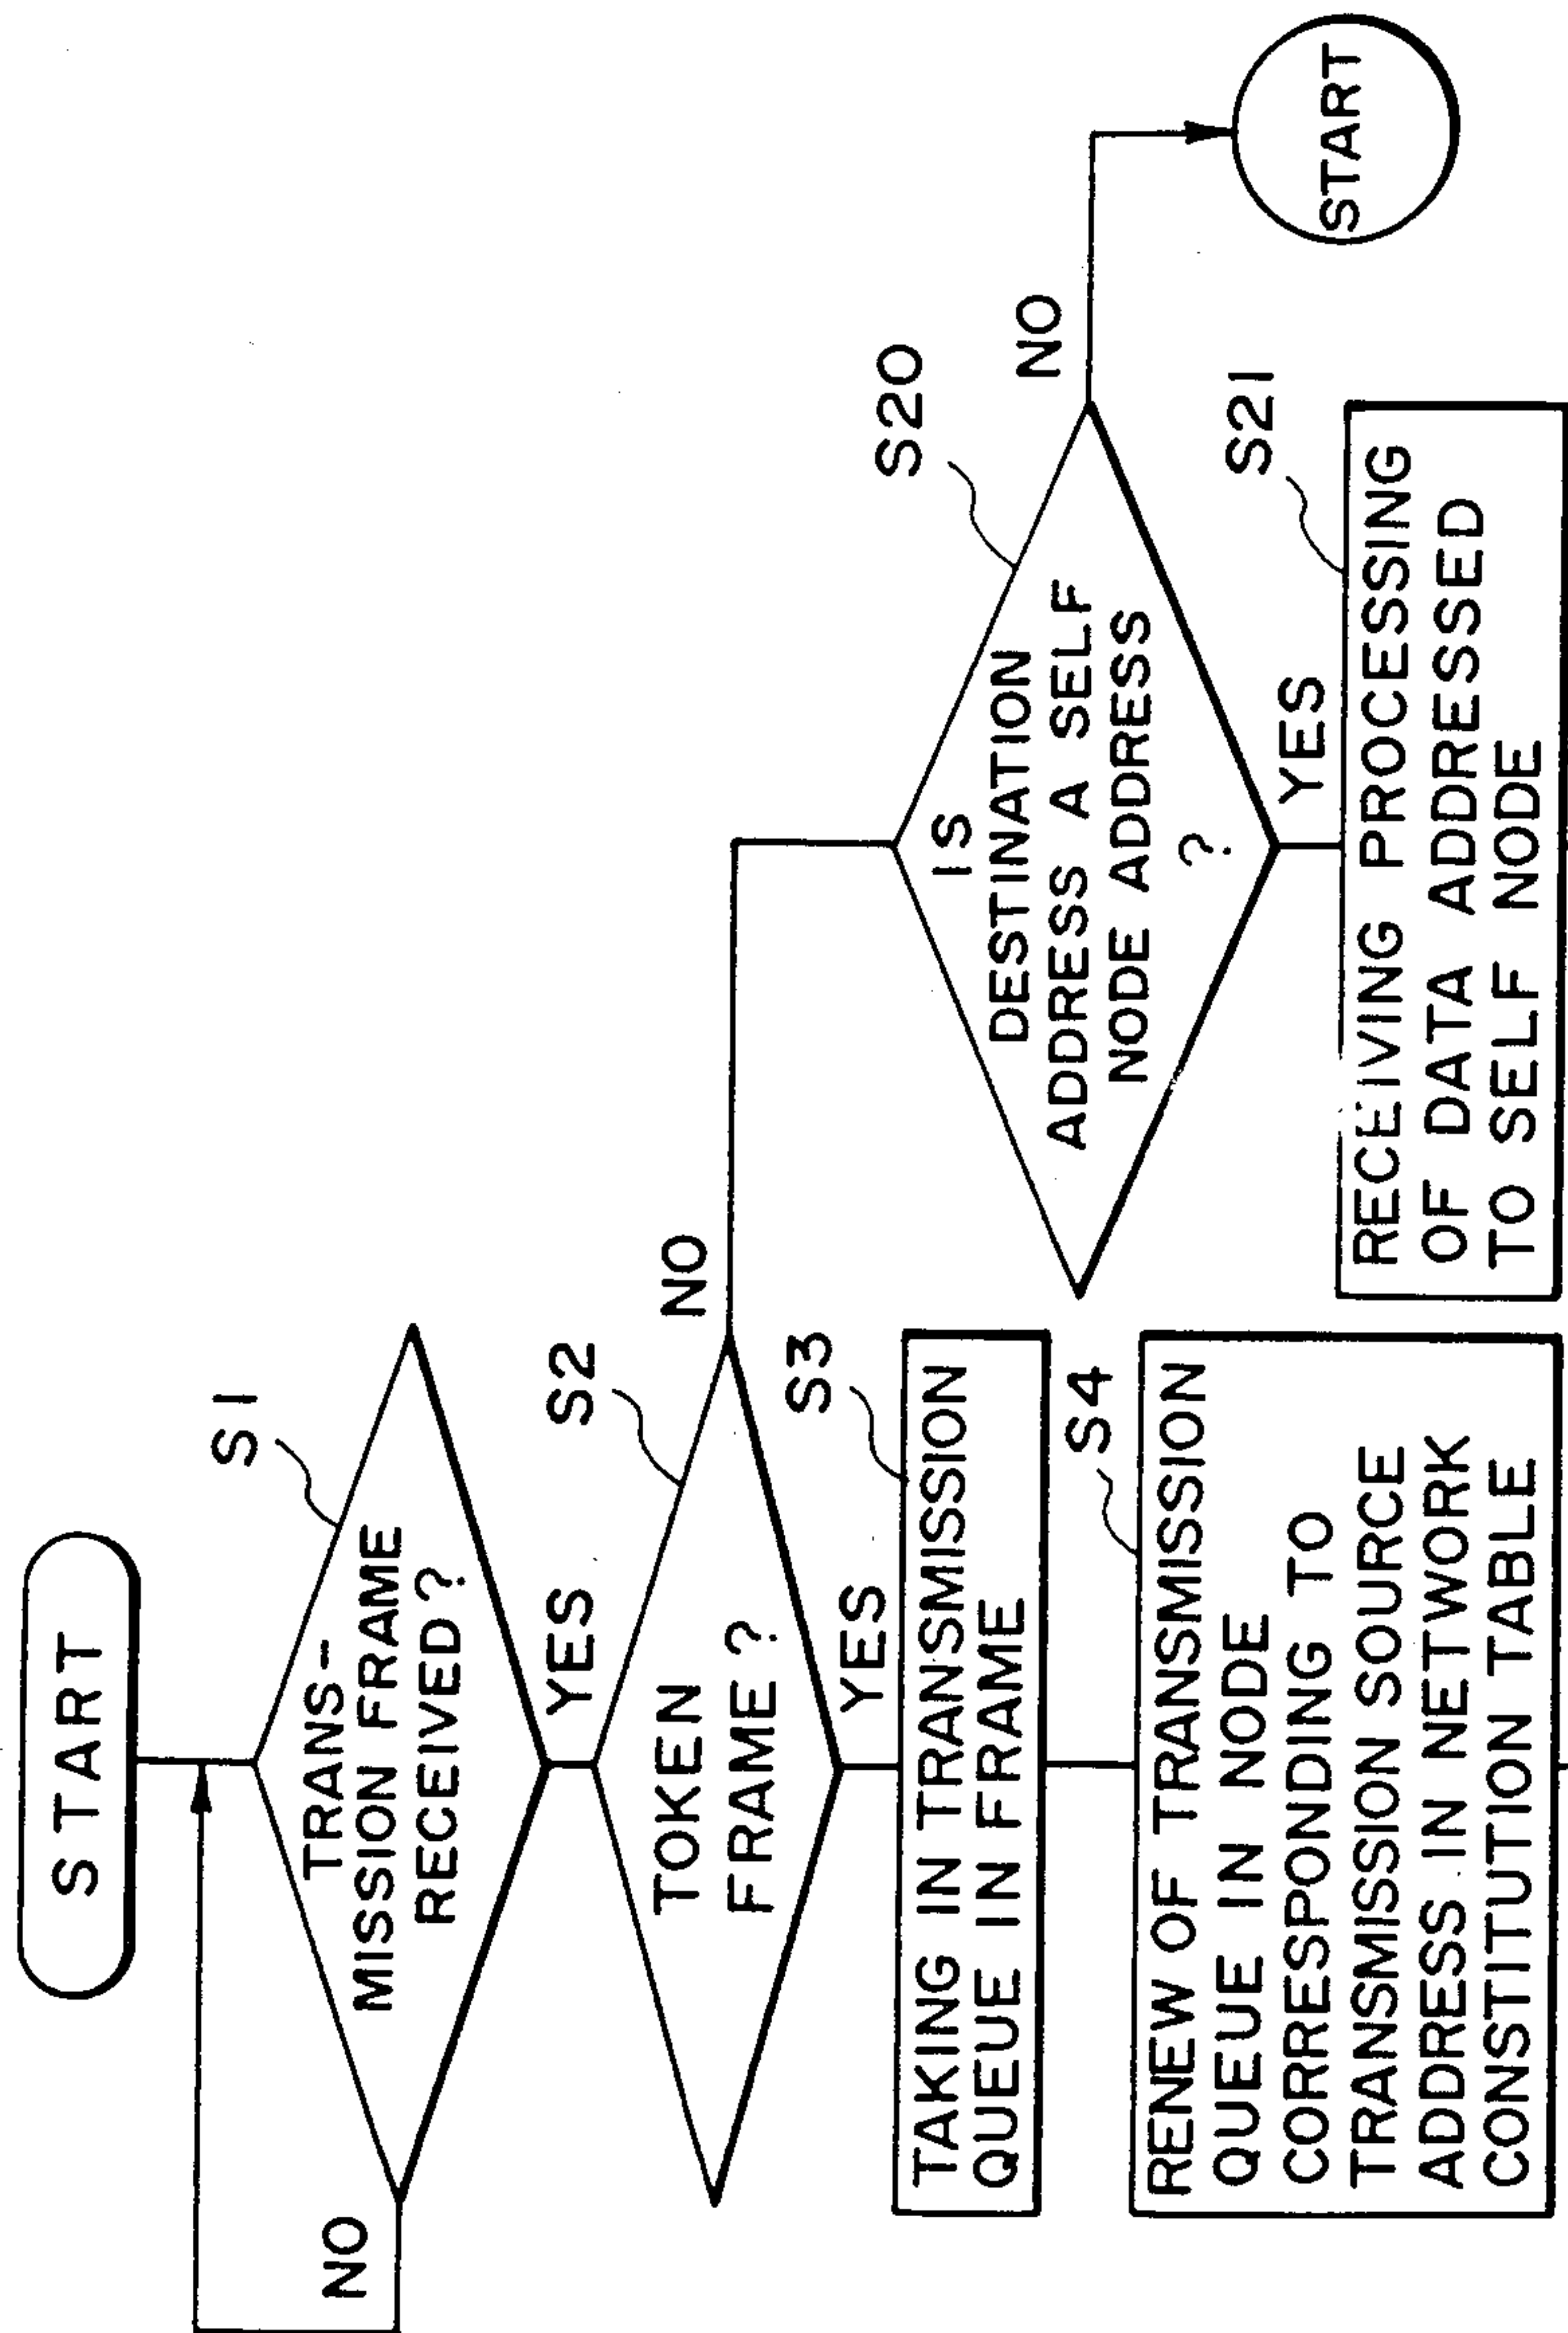 START
S1
TRANS-
MISSION FRAME
RECEIVED?
NO
YES
S2
TOKEN
FRAME?
NO
YES
S3
TAKING IN TRANSMISSION
QUEUE IN FRAME
S4
RENEW OF TRANSMISSION
QUEUE IN NODE
CORRESPONDING TO
TRANSMISSION SOURCE
ADDRESS IN NETWORK
CONSTITUTION TABLE
S20
IS
DESTINATION
ADDRESS A SELF
NODE ADDRESS
?
NO
START
YES
S21
RECEIVING PROCESSING
OF DATA ADDRESSED
TO SELF NODE